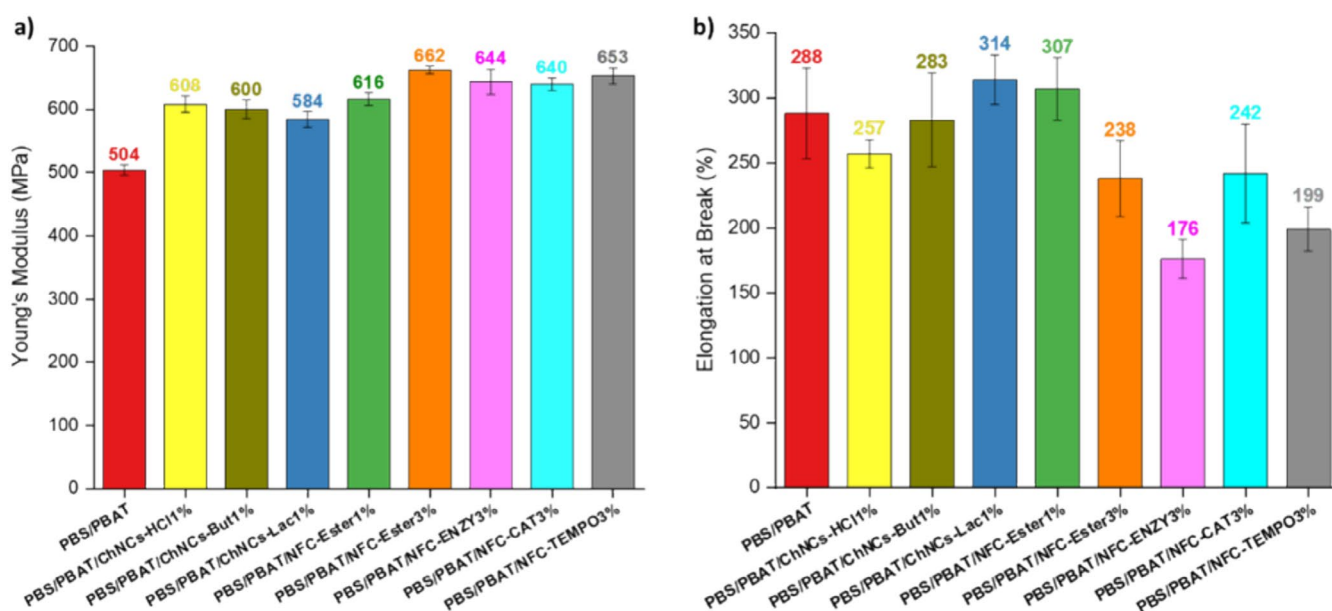 a)
Young's Modulus (MPa)
700
600
500
400
300
200
100
0
504
608
600
584
616
662
644
640
653
PBS/PBAT
PBS/PBAT/ChNCs-HCl1%
PBS/PBAT/ChNCs-But1%
PBS/PBAT/ChNCs-Lac1%
PBS/PBAT/NFC-Ester1%
PBS/PBAT/NFC-Ester3%
PBS/PBAT/NFC-ENZY3%
PBS/PBAT/NFC-CAT3%
PBS/PBAT/NFC-TEMPO3%
b)
Elongation at Break (%)
350
300
250
200
150
100
50
0
288
257
283
314
307
238
176
242
199
PBS/PBAT
PBS/PBAT/ChNCs-HCl1%
PBS/PBAT/ChNCs-But1%
PBS/PBAT/ChNCs-Lac1%
PBS/PBAT/NFC-Ester1%
PBS/PBAT/NFC-Ester3%
PBS/PBAT/NFC-ENZY3%
PBS/PBAT/NFC-CAT3%
PBS/PBAT/NFC-TEMPO3%